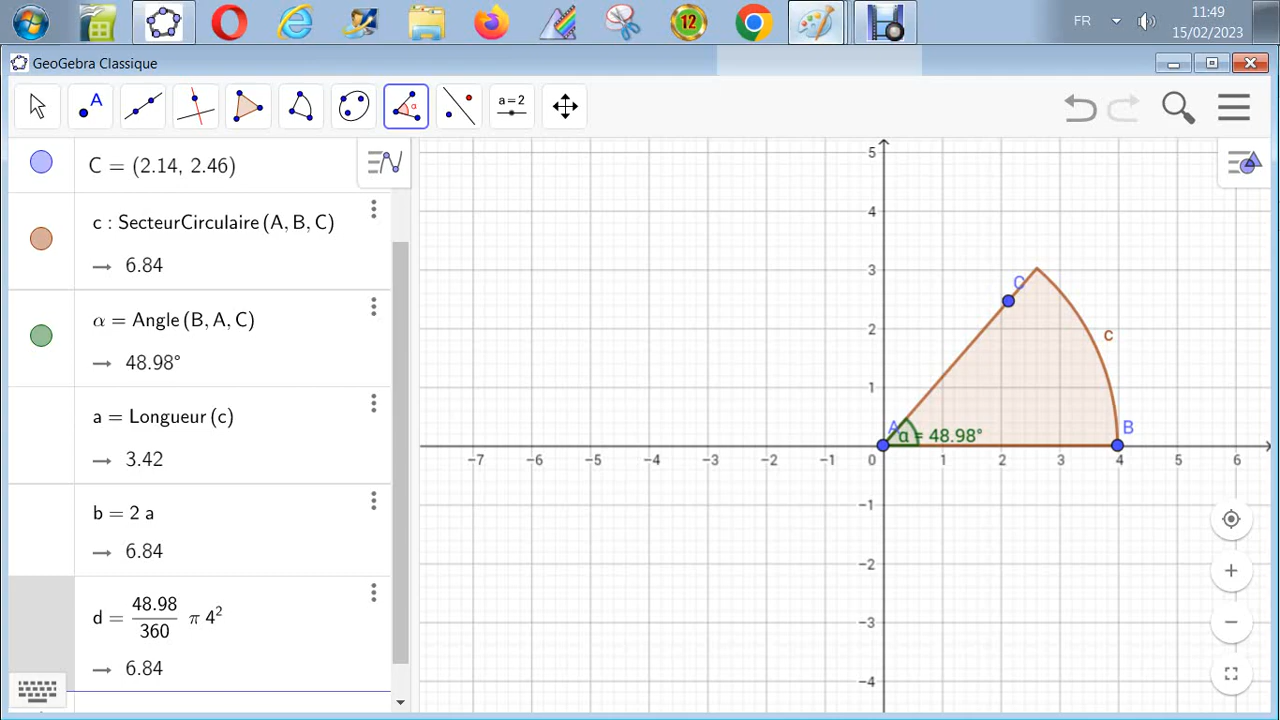 FR
11:49
15/02/2023
12
GeoGebra Classique
A
α
a=2
C = (2.14, 2.46)
c : SecteurCirculaire (A, B, C)
→ 6.84
α = Angle (B, A, C)
→ 48.98°
a = Longueur (c)
→ 3.42
b = 2 a
→ 6.84
d = 48.98/360 π 4²
→ 6.84
5
4
3
C
2
c
1
A
α = 48.98°
B
-7 -6 -5 -4 -3 -2 -1 0 1 2 3 4 5 6
-1
-2
-3
-4